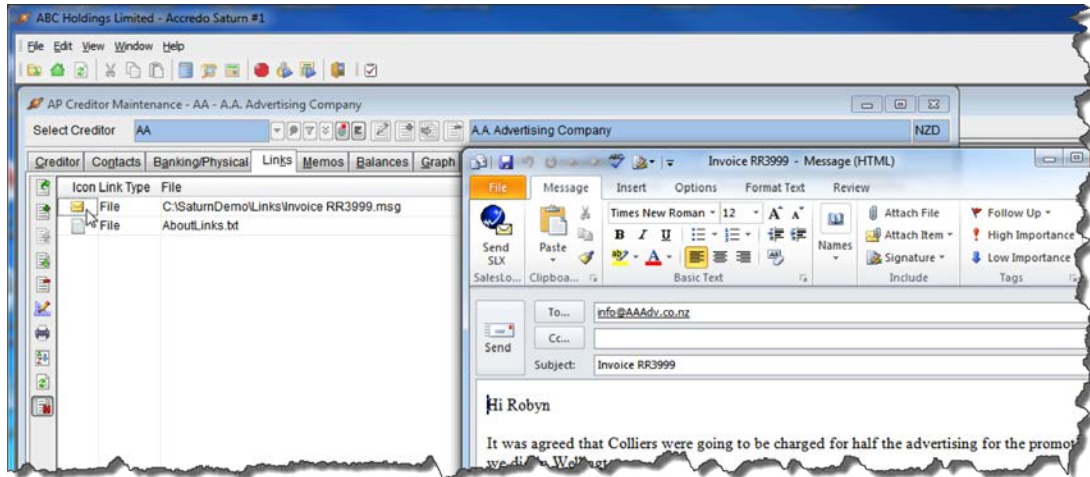 ABC Holdings Limited - Accredo Saturn #1
File Edit View Window Help
AP Creditor Maintenance - AA - A.A. Advertising Company
Select Creditor AA A.A. Advertising Company NZD
Creditor Contacts Banking/Physical Links Memos Balances Graph
Icon Link Type File
File C:\SaturnDemo\Links\Invoice RR3999.msg
File AboutLinks.txt
Invoice RR3999 - Message (HTML)
File Message Insert Options Format Text Review
Send SLX
SalesLo...
Paste
Clipboa...
Times New Roman 12 A A
B I U
A
Basic Text
Names
Attach File
Attach Item
Signature
Include
Follow Up
High Importance
Low Importance
Tags
Send
To... info@AAAdv.co.nz
Cc...
Subject: Invoice RR3999
Hi Robyn
It was agreed that Colliers were going to be charged for half the advertising for the
we